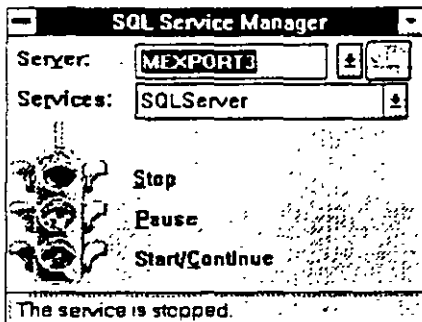 SQL Service Manager
Server: MEXPORT3
Services: SQLServer
Stop
Pause
Start/Continue
The service is stopped.